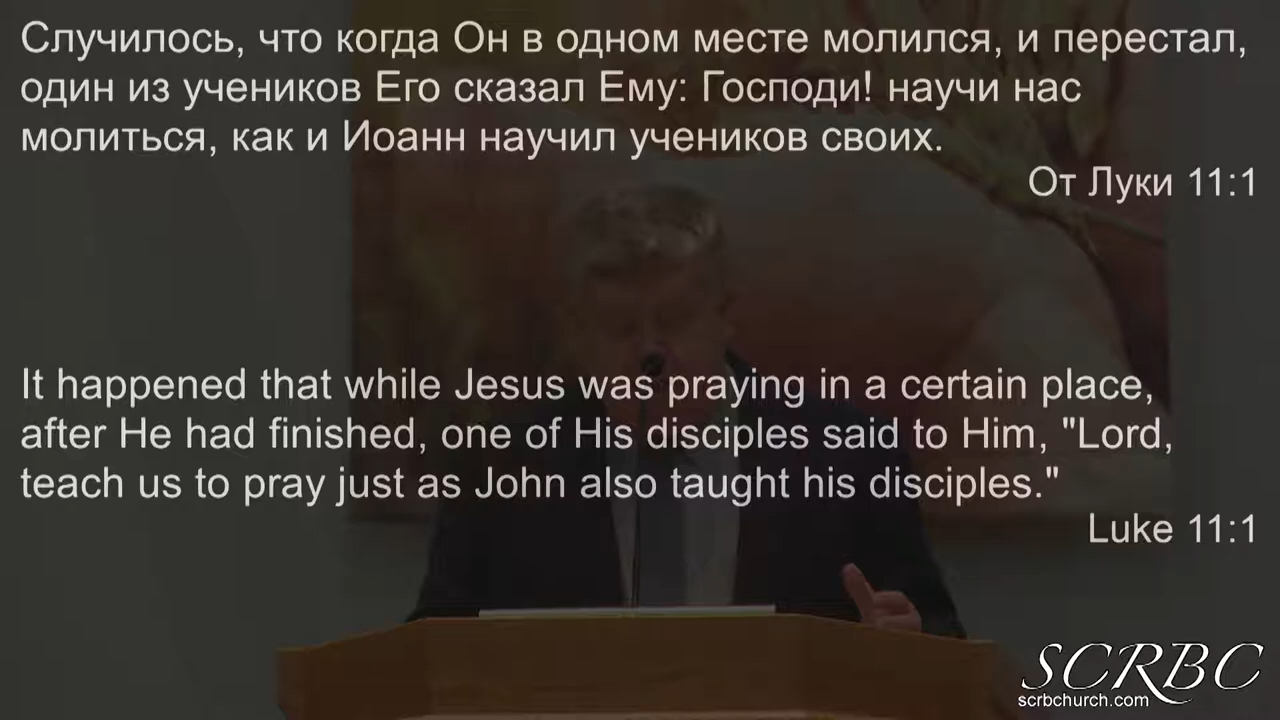 Случилось, что когда Он в одном месте молился, и перестал,
один из учеников Его сказал Ему: Господи! научи нас
молиться, как и Иоанн научил учеников своих.
От Луки 11:1
It happened that while Jesus was praying in a certain place,
after He had finished, one of His disciples said to Him, "Lord,
teach us to pray just as John also taught his disciples."
Luke 11:1
SCRBC
scrbchurch.com